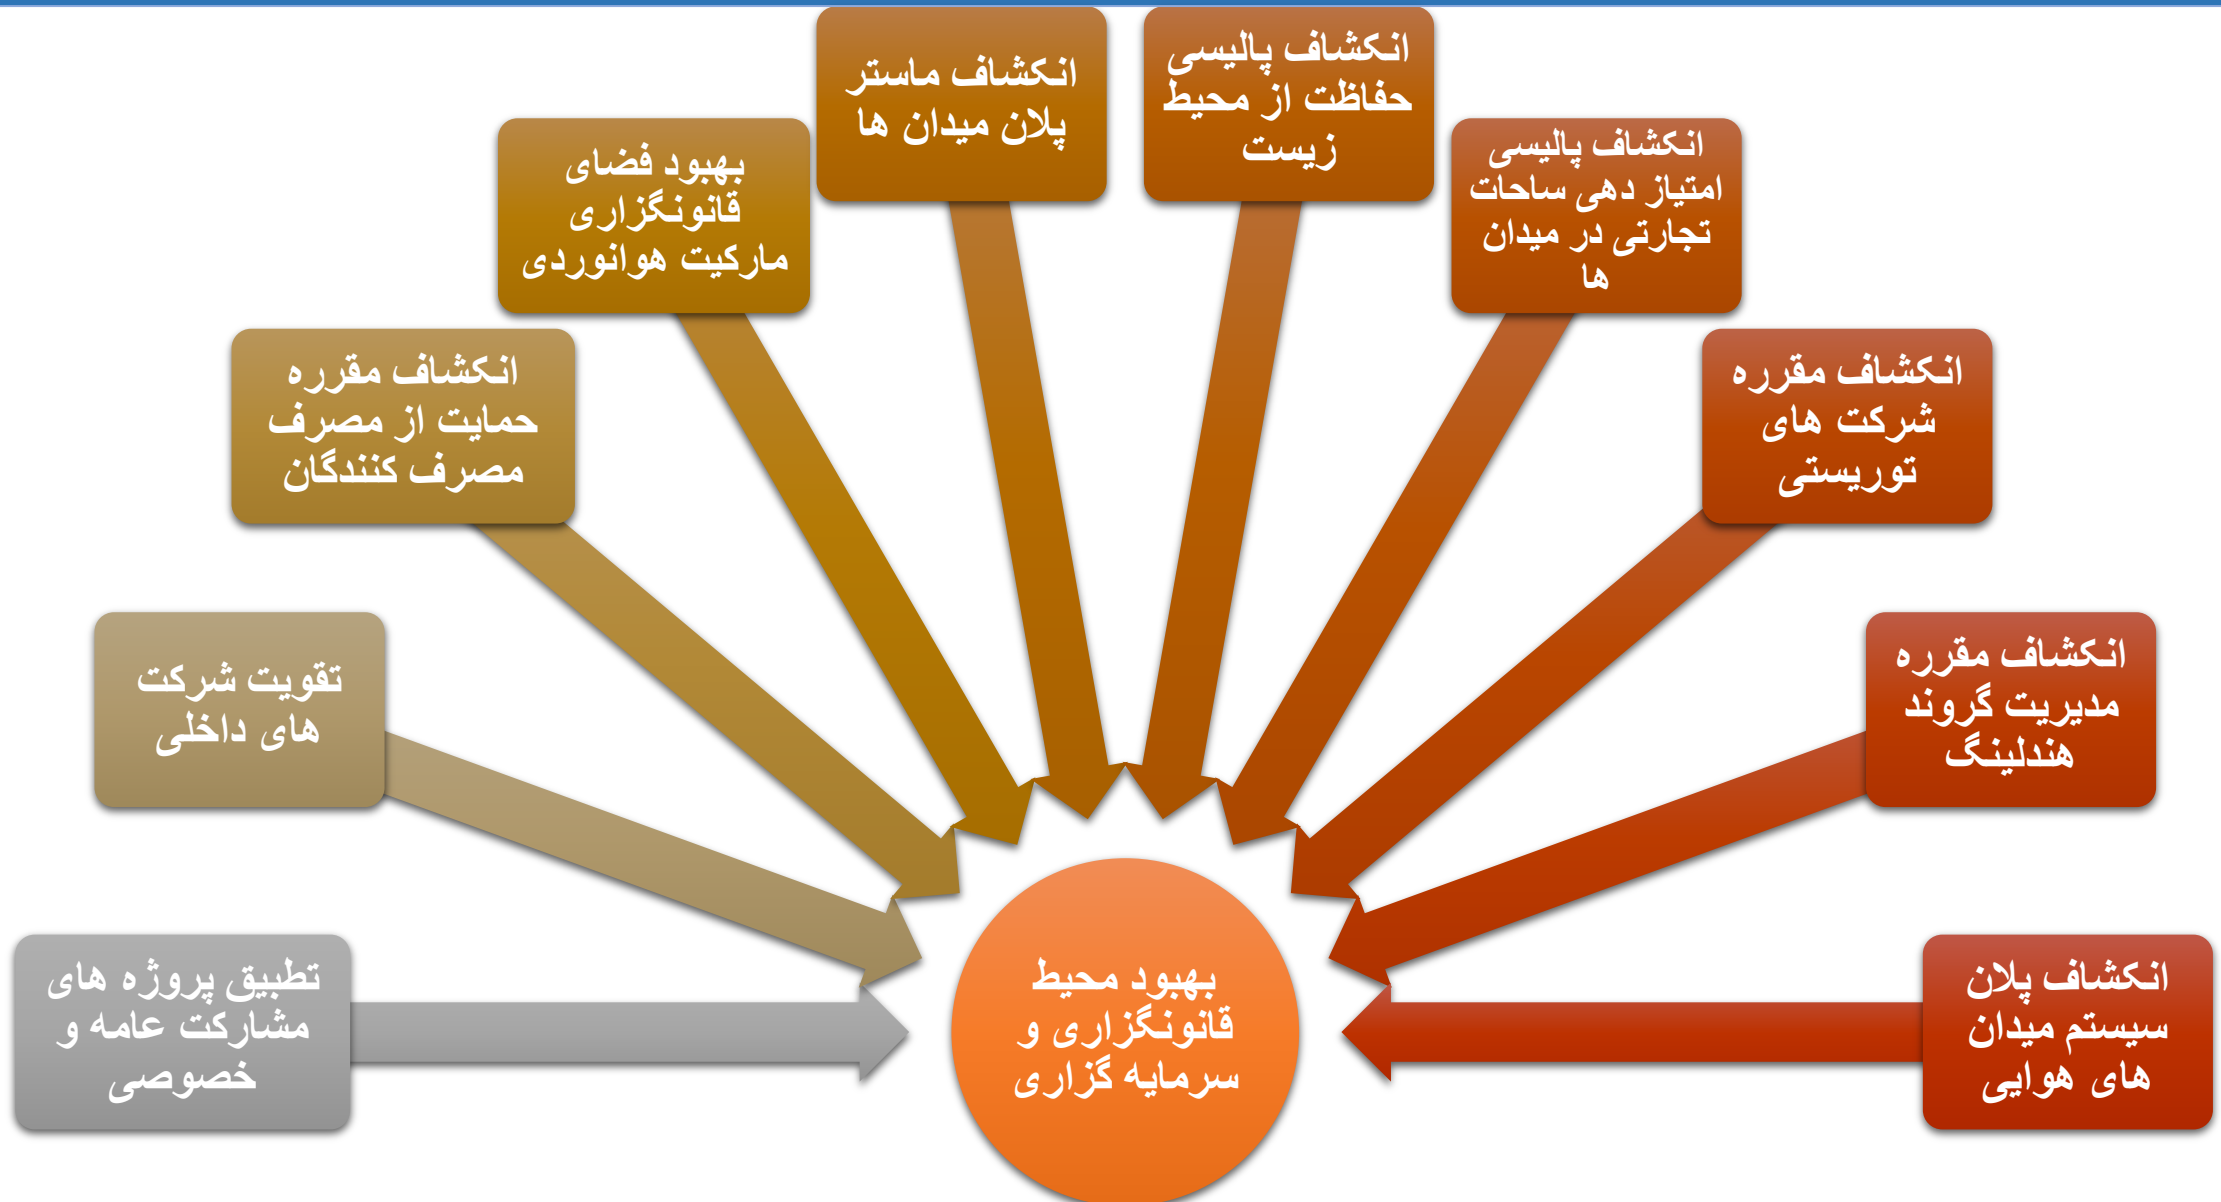 انکشاف پالیسی
حفاظت از محیط
زیست
انکشاف ماستر
پلان میدان ها
انکشاف پالیسی
امتیاز دهی ساحات
تجارتی در میدان
ها
بهبود فضای
قانونگزاری
مارکیت هوانوردی
انکشاف مقرره
شرکت های
توریستی
انکشاف مقرره
حمایت از مصرف
مصرف کنندگان
انکشاف مقرره
مدیریت گروند
هندلینگ
تقویت شرکت
های داخلی
انکشاف پلان
سیستم میدان
های هوایی
بهبود محیط
قانونگزاری و
سرمایه گزاری
تطبیق پروژه های
مشارکت عامه و
خصوصی